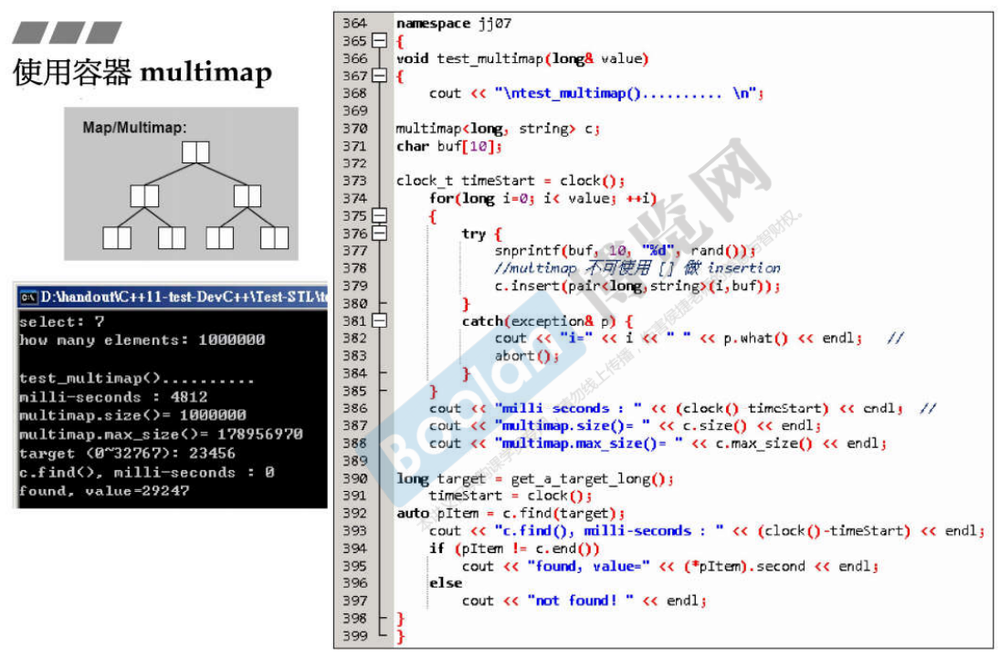 使用容器 multimap
Map/Multimap:
D:\handout\C++11-test-DevC++\Test-STL\t
select: 7
how many elements: 1000000
test_multimap()..........
milli-seconds : 4812
multimap.size()= 1000000
multimap.max_size()= 178956970
target (0~32767): 23456
c.find(), milli-seconds : 0
found, value=29247
364 namespace jj07
365 {
366 void test_multimap(long& value)
367 {
368 cout << "\ntest_multimap().......... \n";
369
370 multimap<long, string> c;
371 char buf[10];
372
373 clock_t timeStart = clock();
374 for(long i=0; i< value; ++i)
375 {
376 try {
377 snprintf(buf, 10, "%d", rand());
378 //multimap 不可使用 [] 做 insertion
379 c.insert(pair<long,string>(i,buf));
380 }
381 catch(exception& p) {
382 cout << "i=" << i << " " << p.what() << endl; //
383 abort();
384 }
385 }
386 cout << "milli seconds : " << (clock() timeStart) << endl; //
387 cout << "multimap.size()= " << c.size() << endl;
388 cout << "multimap.max_size()= " << c.max_size() << endl;
389
390 long target = get_a_target_long();
391 timeStart = clock();
392 auto pItem = c.find(target);
393 cout << "c.find(), milli-seconds : " << (clock()-timeStart) << endl;
394 if (pItem != c.end())
395 cout << "found, value=" << (*pItem).second << endl;
396 else
397 cout << "not found! " << endl;
398 }
399 }
Boolan
博览网